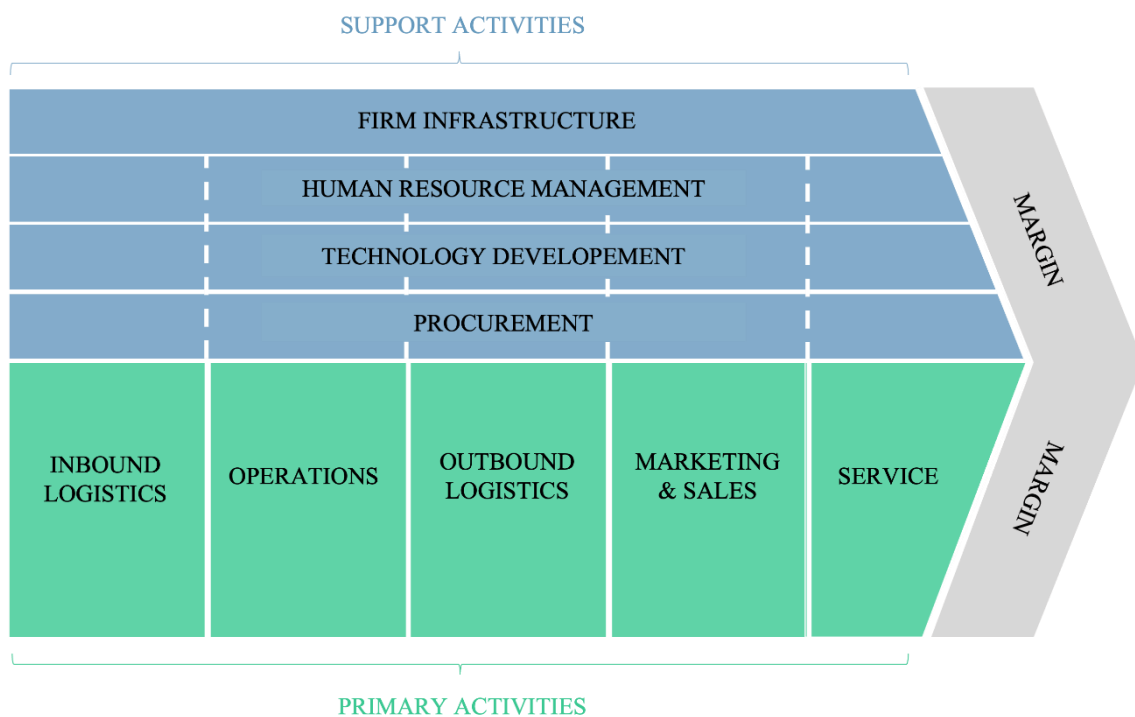 SUPPORT ACTIVITIES
FIRM INFRASTRUCTURE
HUMAN RESOURCE MANAGEMENT
TECHNOLOGY DEVELOPEMENT
PROCUREMENT
MARGIN
INBOUND
LOGISTICS
OPERATIONS
OUTBOUND
LOGISTICS
MARKETING
& SALES
SERVICE
MARGIN
PRIMARY ACTIVITIES